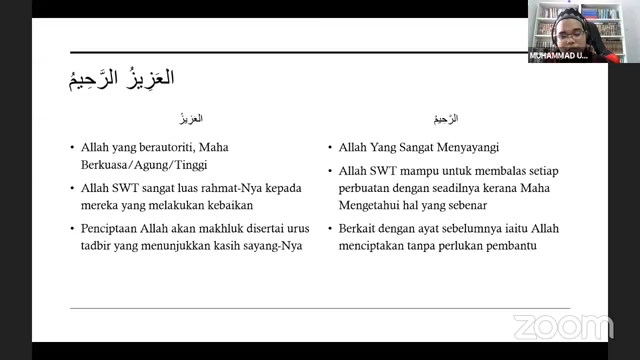 العَزِيزُ الرَّحِيمُ
العَزِيزُ
Allah yang berautoriti, Maha
Berkuasa/Agung/Tinggi
Allah SWT sangat luas rahmat-Nya kepada
mereka yang melakukan kebaikan
Penciptaan Allah akan makhluk disertai urus
tadbir yang menunjukkan kasih sayang-Nya
الرَّحِيمُ
Allah Yang Sangat Menyayangi
Allah SWT mampu untuk membalas setiap
perbuatan dengan seadilnya kerana Maha
Mengetahui hal yang sebenar
Berkait dengan ayat sebelumnya iaitu Allah
menciptakan tanpa perlukan pembantu
MUHAMMAD U...
zoom